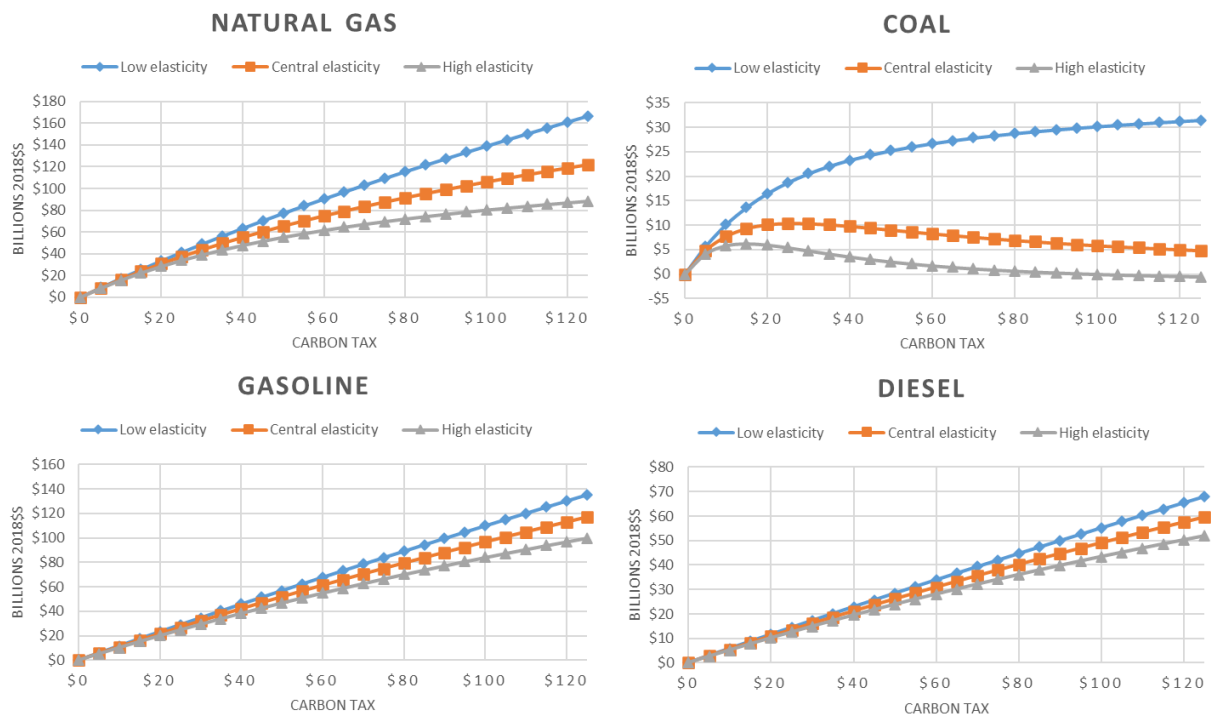 NATURAL GAS
Low elasticity Central elasticity High elasticity
BILLIONS 2018$S
$180
$160
$140
$120
$100
$80
$60
$40
$20
$0
$0 $20 $40 $60 $80 $100 $120
CARBON TAX
COAL
Low elasticity Central elasticity High elasticity
BILLIONS 2018$S
$35
$30
$25
$20
$15
$10
$5
$0
-$5
$0 $20 $40 $60 $80 $100 $120
CARBON TAX
GASOLINE
Low elasticity Central elasticity High elasticity
BILLIONS 2018$S
$160
$140
$120
$100
$80
$60
$40
$20
$0
$0 $20 $40 $60 $80 $100 $120
CARBON TAX
DIESEL
Low elasticity Central elasticity High elasticity
BILLIONS 2018$S
$80
$70
$60
$50
$40
$30
$20
$10
$0
$0 $20 $40 $60 $80 $100 $120
CARBON TAX